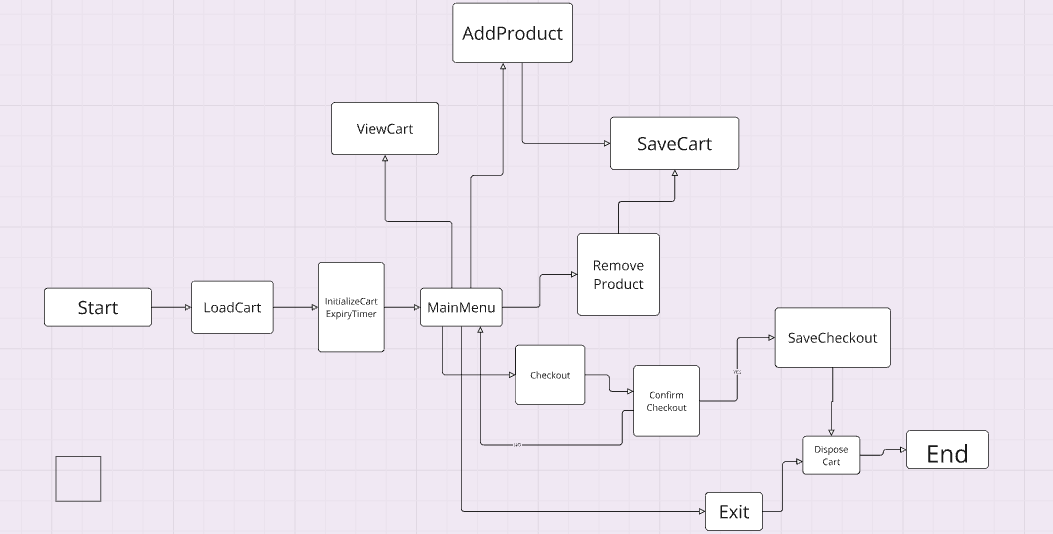 AddProduct
ViewCart
SaveCart
Remove
Product
Start
LoadCart
InitializeCart
ExpiryTimer
MainMenu
SaveCheckout
Checkout
Confirm
Checkout
Dispose
Cart
End
Exit